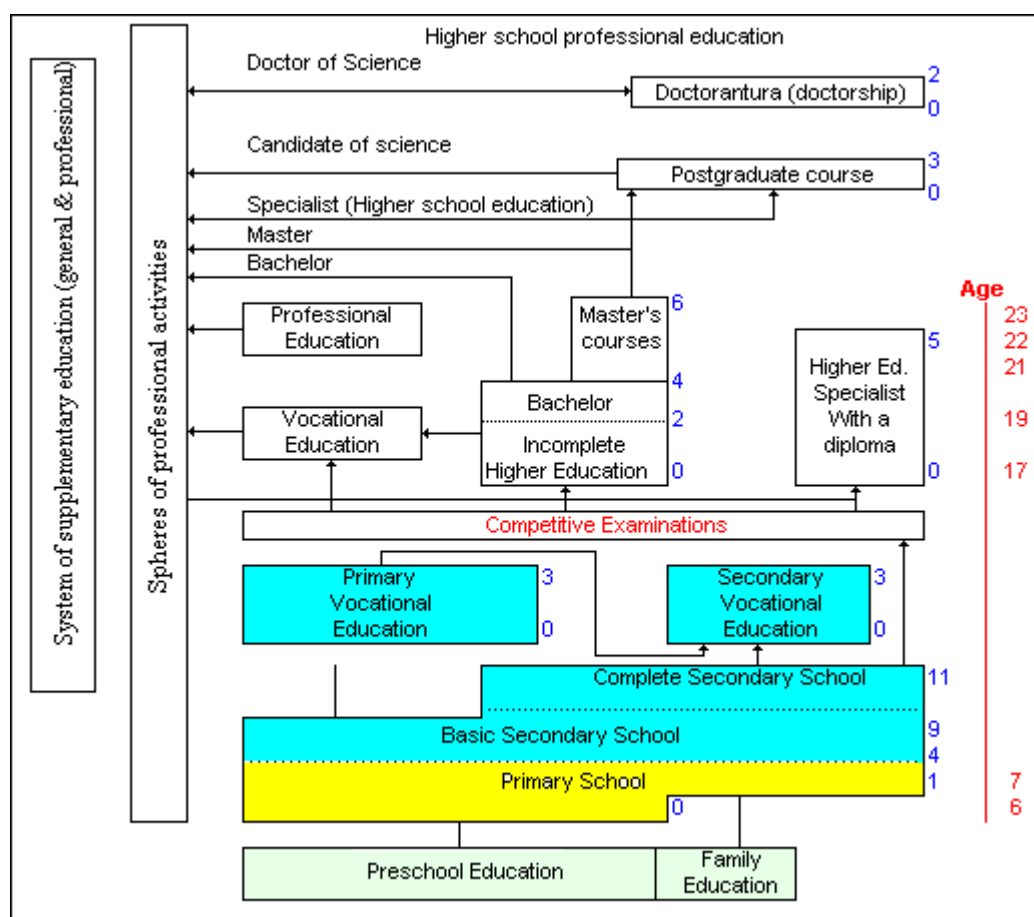 Higher school professional education
System of supplementary education (general & professional)
Spheres of professional activities
Doctor of Science
2
Doctorantura (doctorship)
0
Candidate of science
3
Postgraduate course
0
Specialist (Higher school education)
Master
Bachelor
Age
Professional
Education
Master's
courses
6
23
22
21
19
17
5
Higher Ed.
Specialist
With a
diploma
0
4
Bachelor
2
Incomplete
Higher Education
0
Vocational
Education
Competitive Examinations
Primary
Vocational
Education
3
0
Secondary
Vocational
Education
3
0
Complete Secondary School
11
Basic Secondary School
9
4
Primary School
1
0
7
6
Preschool Education
Family
Education